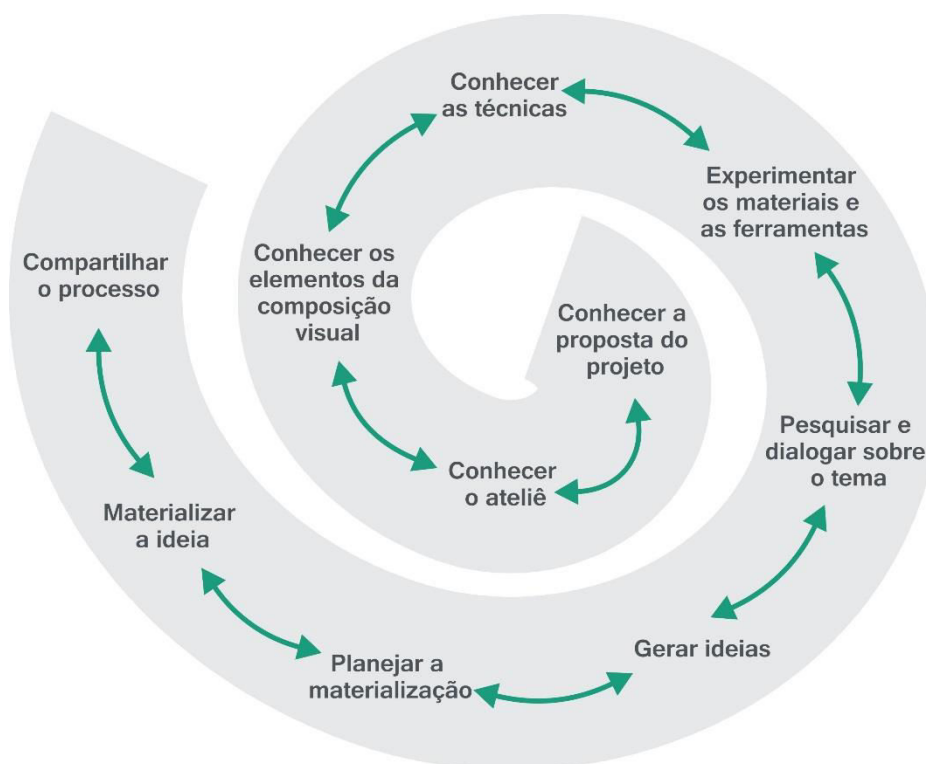 Conhecer a
proposta do
projeto
Conhecer
o ateliê
Conhecer os
elementos da
composição
visual
Conhecer
as técnicas
Experimentar
os materiais e
as ferramentas
Pesquisar e
dialogar sobre
o tema
Gerar ideias
Planejar a
materialização
Materializar
a ideia
Compartilhar
o processo